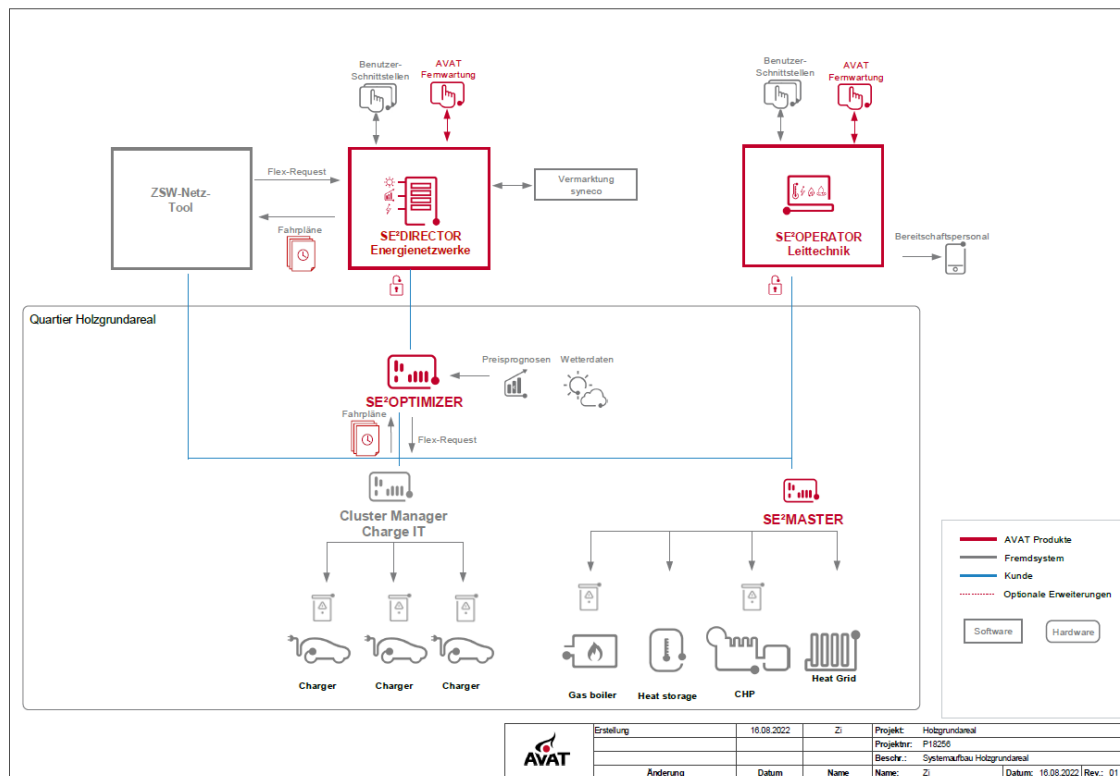 Benutzer-
Schnittstellen
AVAT
Fernwartung
Benutzer-
Schnittstellen
AVAT
Fernwartung
ZSW-Netz-
Tool
Flex-Request
Fahrpläne
SE²DIRECTOR
Energienetzwerke
Vermarktung
syneco
SE²OPERATOR
Leittechnik
Bereitschaftspersonal
Quartier Holzgrundareal
Preisprognosen
Wetterdaten
SE²OPTIMIZER
Fahrpläne
Flex-Request
Cluster Manager
Charge IT
SE²MASTER
Charger
Charger
Charger
Gas boiler
Heat storage
CHP
Heat Grid
AVAT Produkte
Fremdsystem
Kunde
Optionale Erweiterungen
Software
Hardware
AVAT
Erstellung 16.08.2022 Zi Projekt: Holzgrundareal
Projektnr: P18256
Beschr.: Systemaufbau Holzgrundareal
Änderung Datum Name Name: Zi Datum: 16.08.2022 Rev.: 01